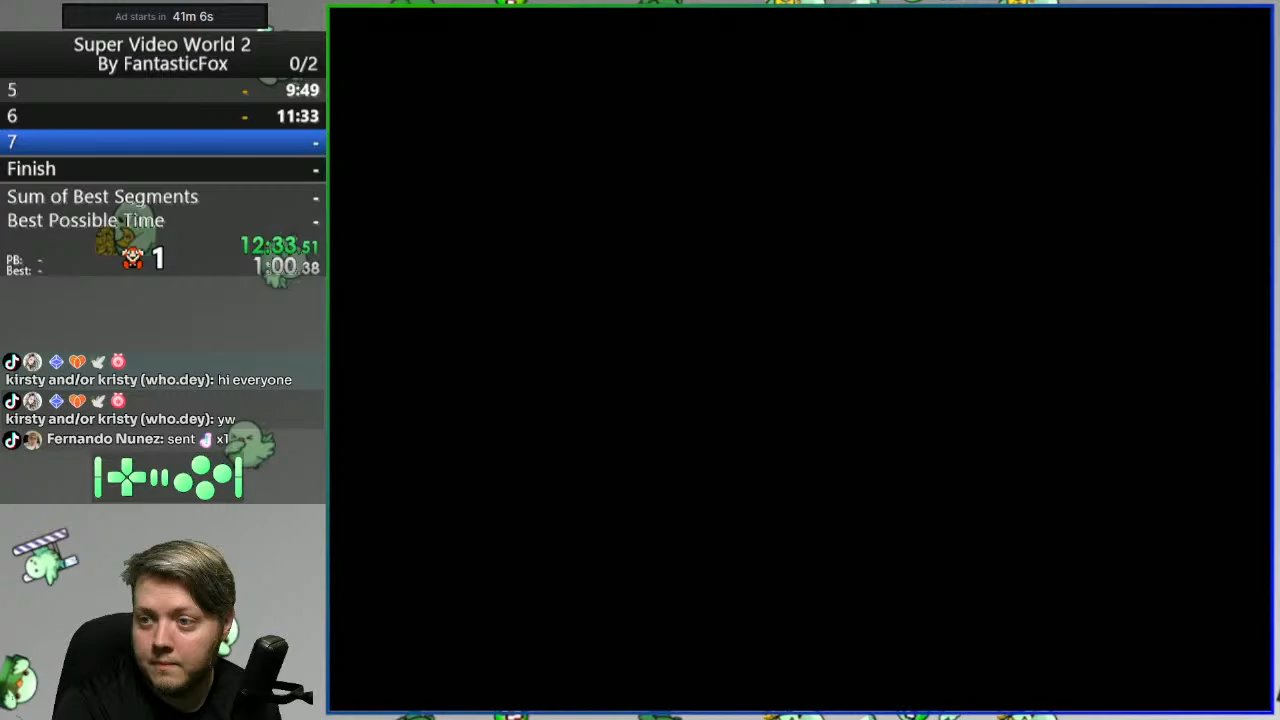 Ad starts in 41m 6s
Super Video World 2
By FantasticFox 0/2
5 - 9:49
6 - 11:33
7 -
Finish -
Sum of Best Segments -
Best Possible Time -
12:33.51
PB: - 1 1:00.38
Best: -
kirsty and/or kristy (who.dey): hi everyone
kirsty and/or kristy (who.dey): yw
Fernando Nunez: sent x1